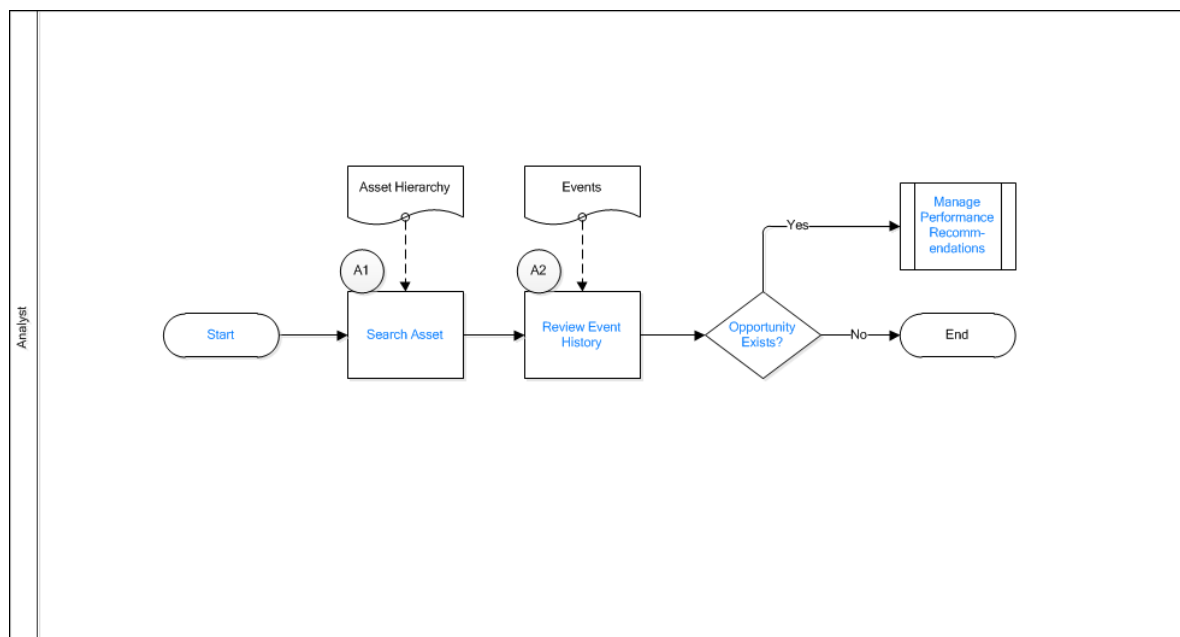 Analyst
Asset Hierarchy
Events
A1
A2
Start
Search Asset
Review Event
History
Opportunity
Exists?
Yes
Manage
Performance
Recomm-
endations
No
End